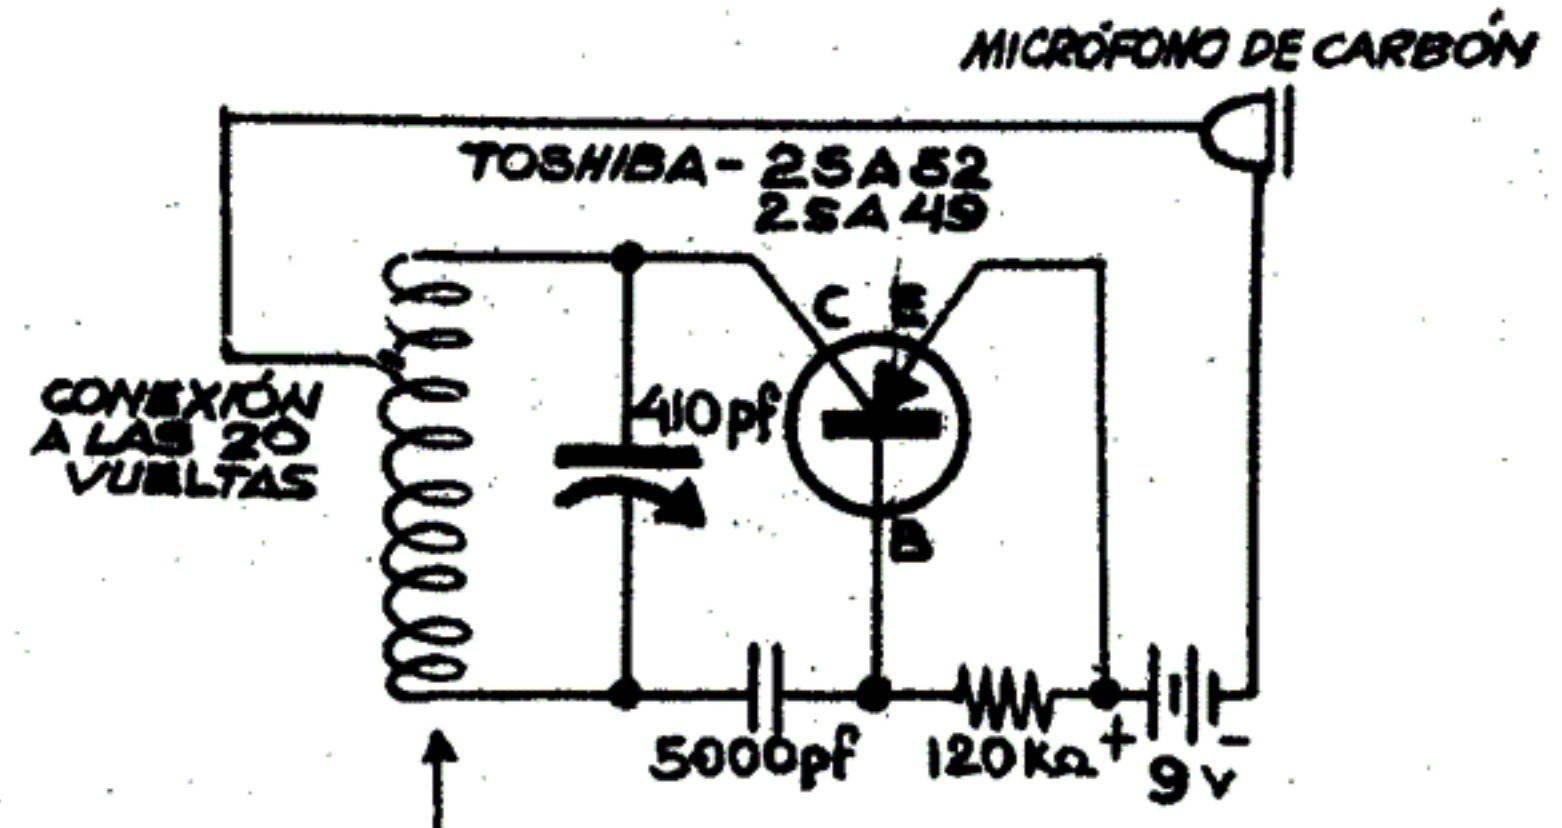 MICRÓFONO DE CARBÓN
TOSHIBA - 2SA52
2SA49
C E
CONEXIÓN
A LAS 20
VUELTAS
410pf
B
5000pf
120KΩ
+
-
9v